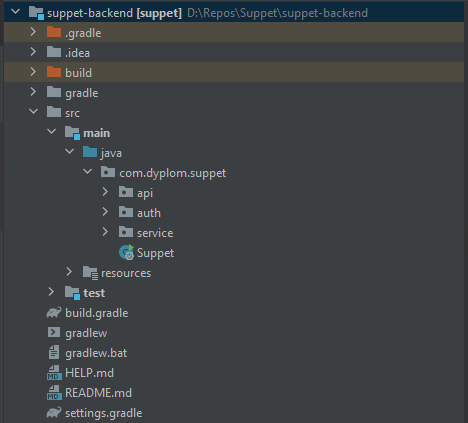 suppet-backend [suppet] D:\Repos\Suppet\suppet-backend
.gradle
.idea
build
gradle
src
main
java
com.dyplom.suppet
api
auth
service
Suppet
resources
test
build.gradle
gradlew
gradlew.bat
HELP.md
README.md
settings.gradle